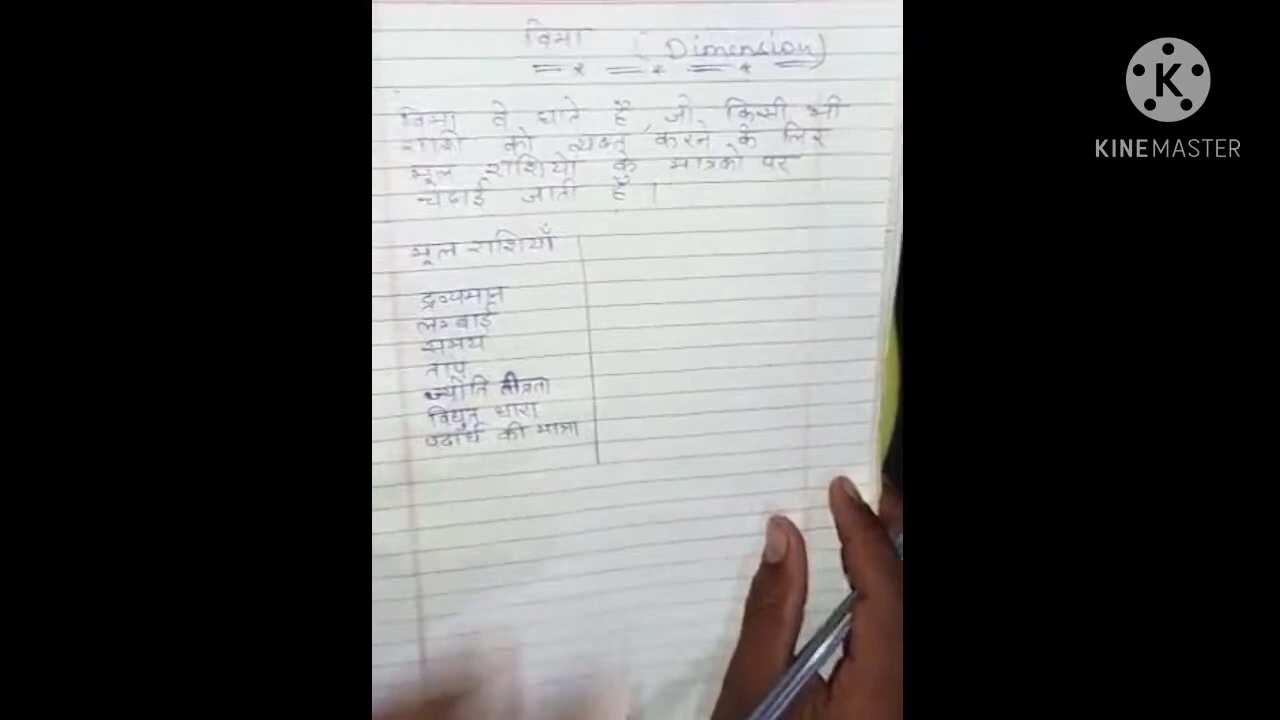 विमा (Dimension)
विमा वे घाते है, जो किसी भी
राशि को व्यक्त करने के लिए
मूल राशियों के मात्रको पर
चढाई जाती हैं ।
मूल राशियाँ
द्रव्यमान
लम्बाई
समय
ताप
ज्योति तीव्रता
विद्युत धारा
पदार्थ की मात्रा
K
KINEMASTER